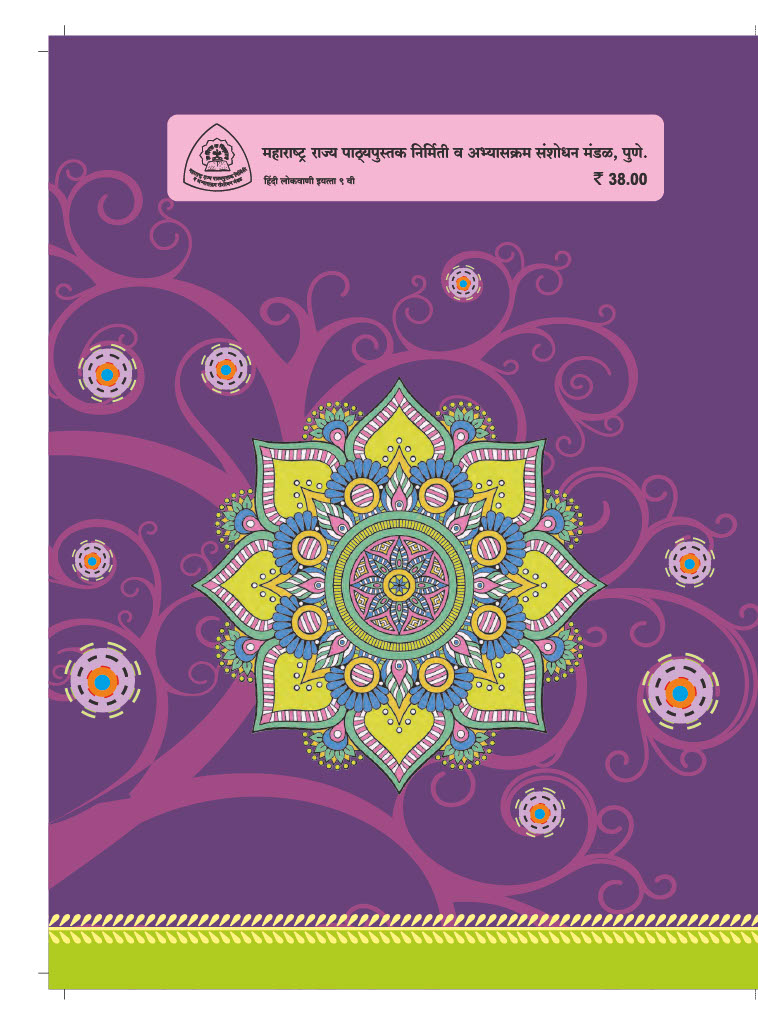 महाराष्ट्र राज्य पाठ्यपुस्तक निर्मिती व अभ्यासक्रम संशोधन मंडळ, पुणे.
हिंदी लोकवाणी इयत्ता ९ वी
₹ 38.00